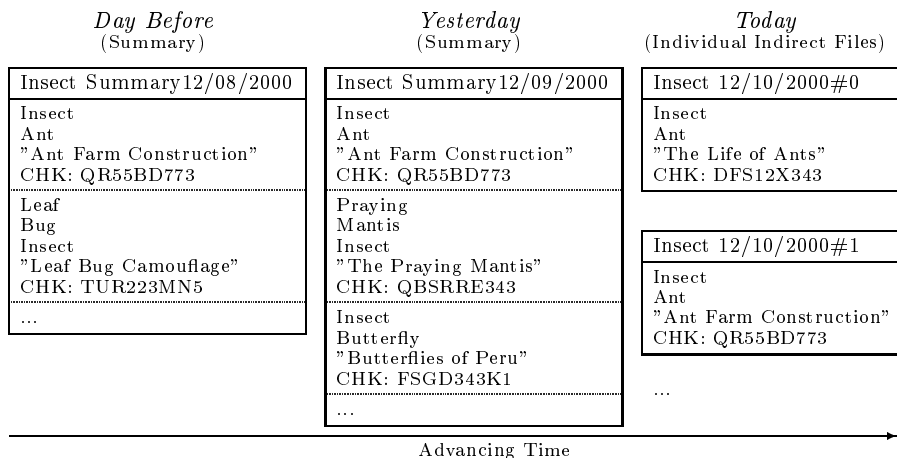 Day Before
(Summary)
Insect Summary12/08/2000
Insect
Ant
"Ant Farm Construction"
CHK: QR55BD773
Leaf
Bug
Insect
"Leaf Bug Camouflage"
CHK: TUR223MN5
...
Yesterday
(Summary)
Insect Summary12/09/2000
Insect
Ant
"Ant Farm Construction"
CHK: QR55BD773
Praying
Mantis
Insect
"The Praying Mantis"
CHK: QBSRRE343
Insect
Butterfly
"Butterflies of Peru"
CHK: FSGD343K1
...
Today
(Individual Indirect Files)
Insect 12/10/2000#0
Insect
Ant
"The Life of Ants"
CHK: DFS12X343
Insect 12/10/2000#1
Insect
Ant
"Ant Farm Construction"
CHK: QR55BD773
...
Advancing Time